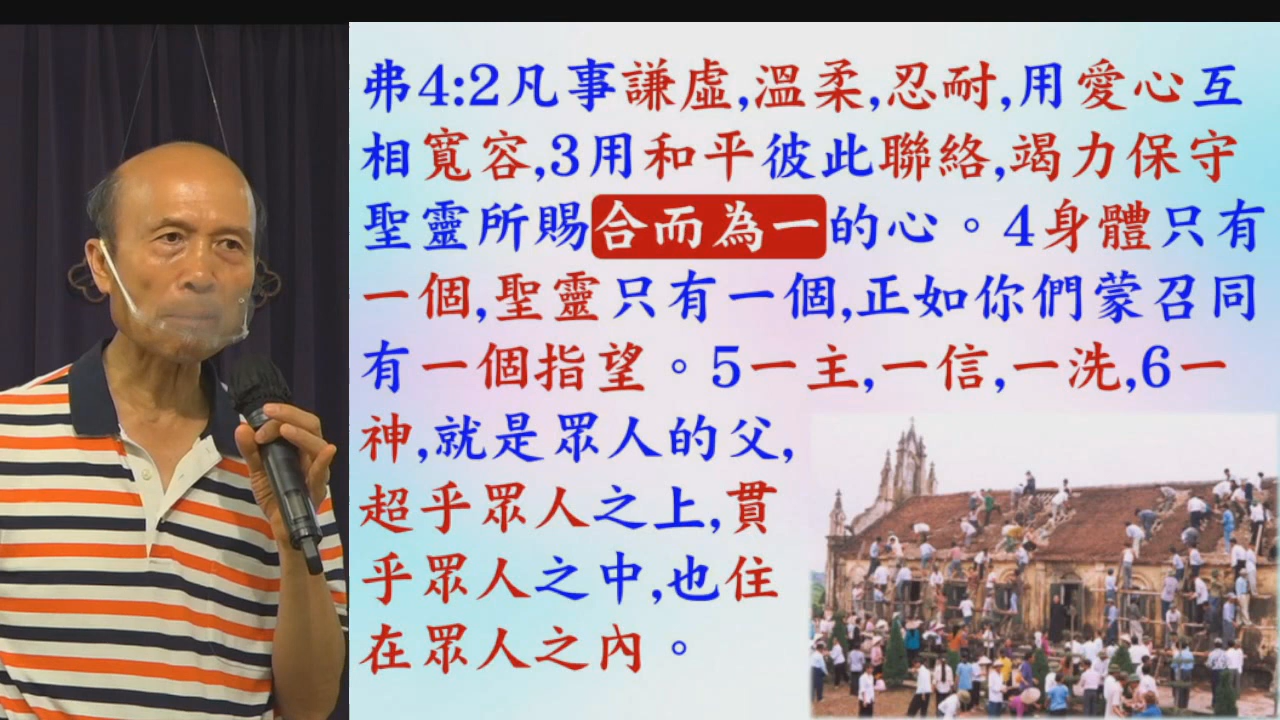 弗4:2凡事謙虛,溫柔,忍耐,用愛心互
相寬容,3用和平彼此聯絡,竭力保守
聖靈所賜合而為一的心。4身體只有
一個,聖靈只有一個,正如你們蒙召同
有一個指望。5一主,一信,一洗,6一
神,就是眾人的父,
超乎眾人之上,貫
乎眾人之中,也住
在眾人之內。